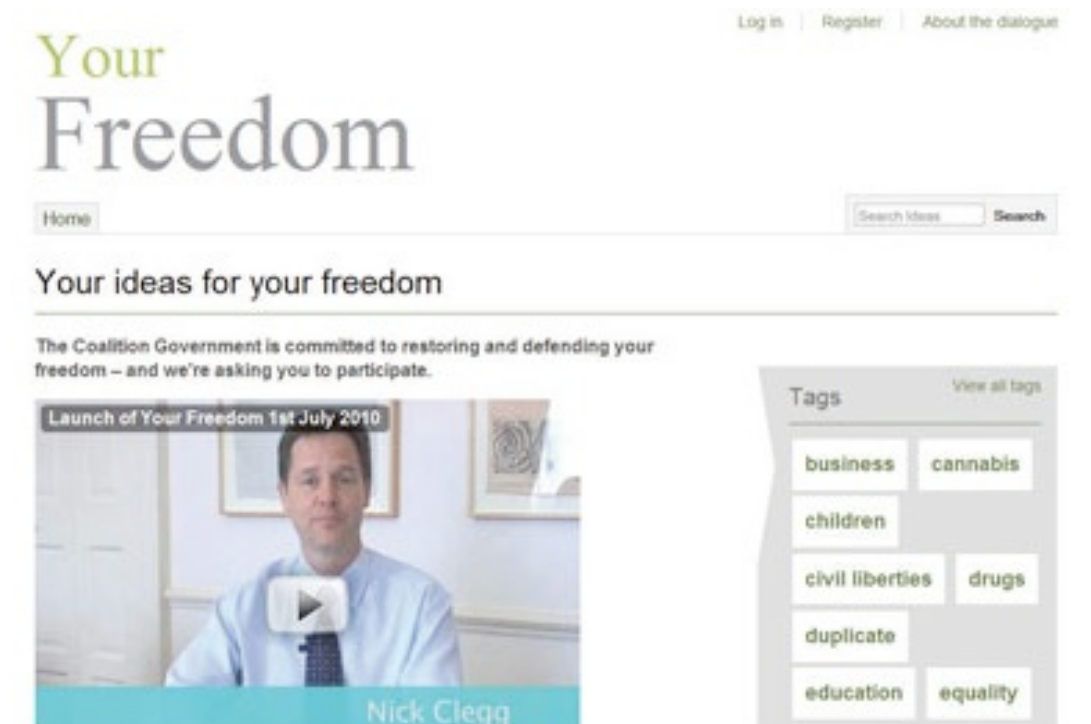 Log in Register About the dialogue
Your
Freedom
Home
Search Ideas Search
Your ideas for your freedom
The Coalition Government is committed to restoring and defending your
freedom – and we're asking you to participate.
Launch of Your Freedom 1st July 2010
Nick Clegg
Tags View all tags
business cannabis
children
civil liberties drugs
duplicate
education equality